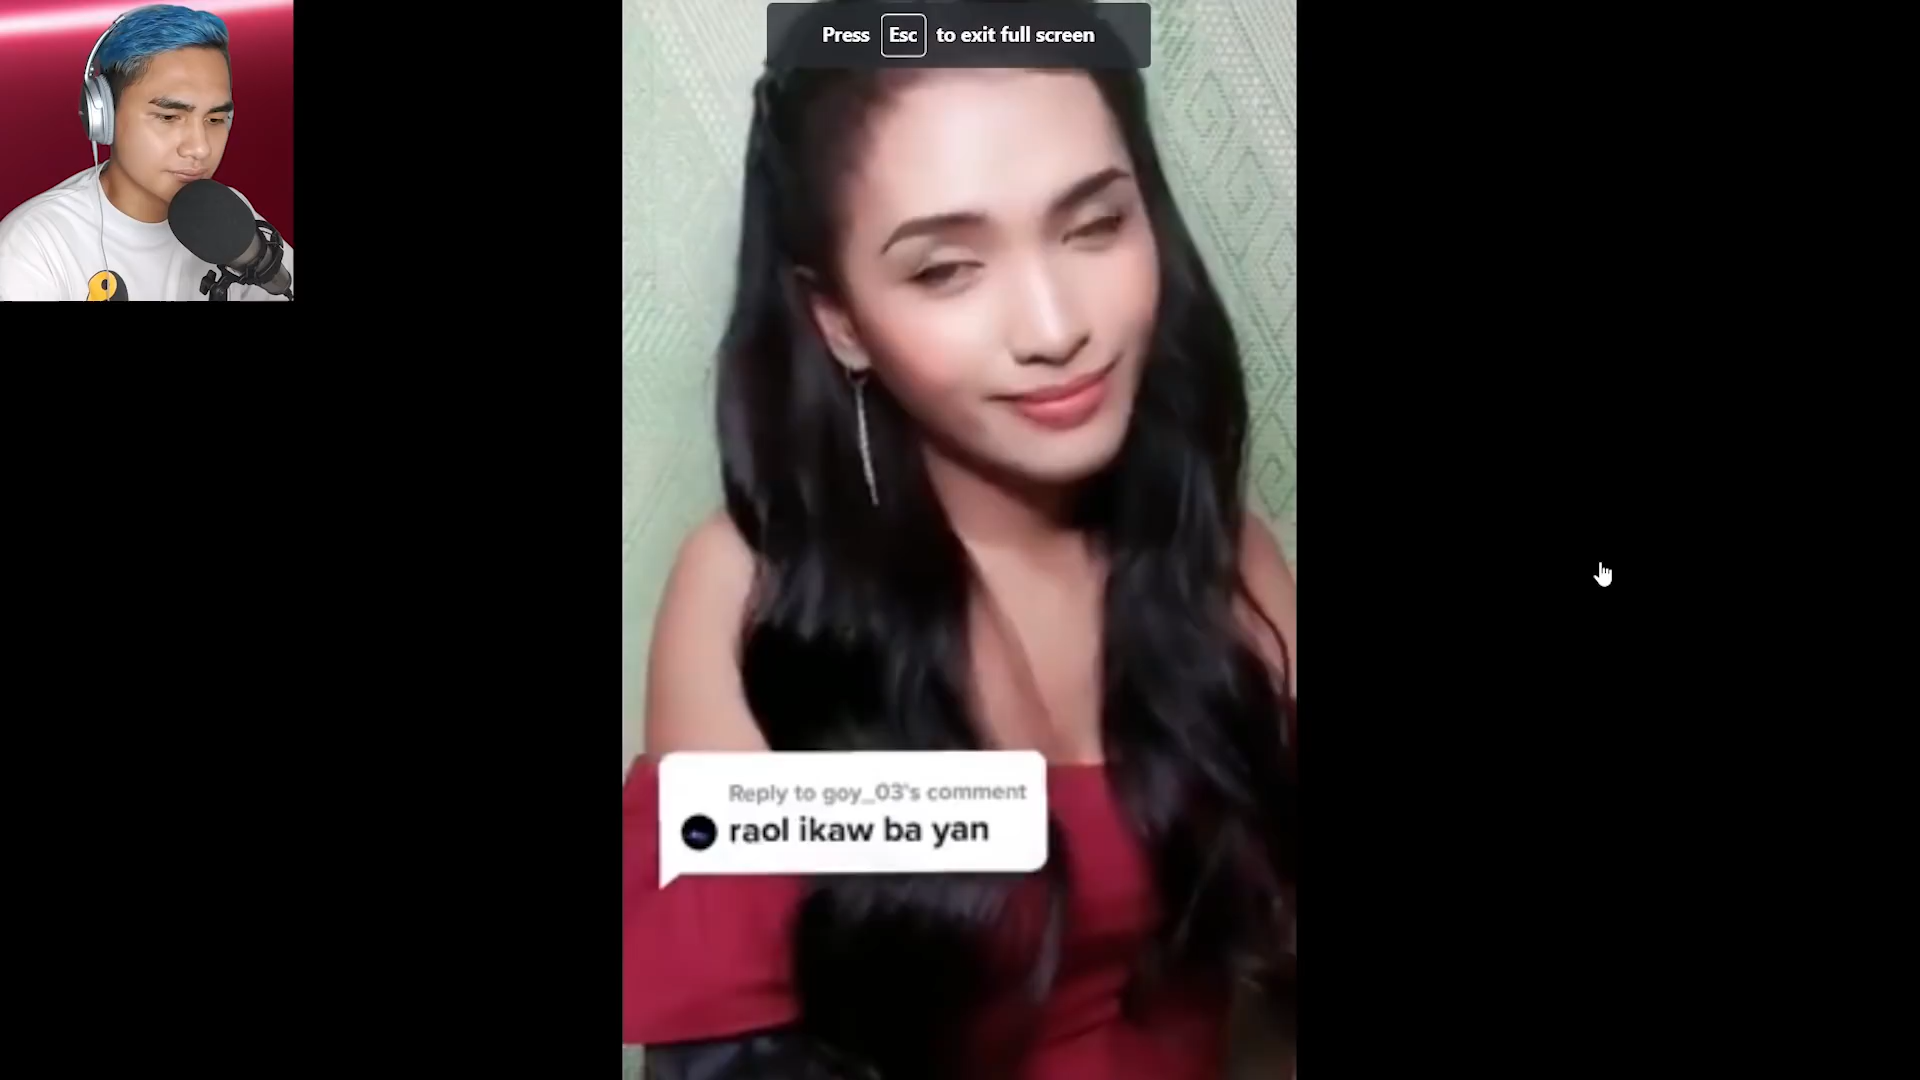 Press Esc to exit full screen
Reply to goy_03's comment
raol ikaw ba yan